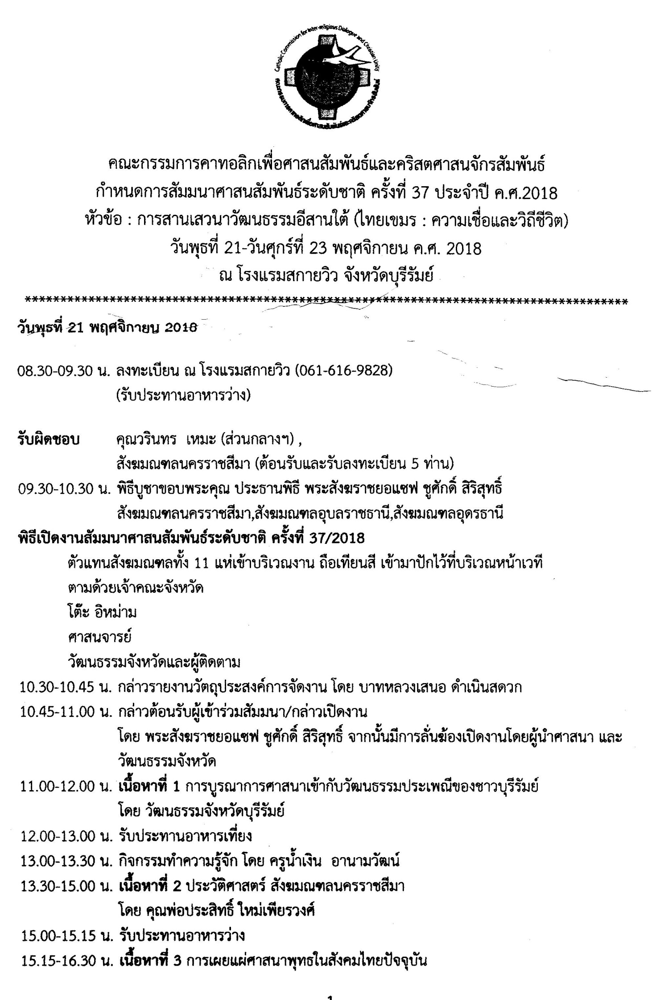 Catholic Commission for Inter-religious Dialogue and Christian Unity
คณะกรรมการคาทอลิกเพื่อศาสนสัมพันธ์และคริสตศาสนจักรสัมพันธ์
คณะกรรมการคาทอลิกเพื่อศาสนสัมพันธ์และคริสตศาสนจักรสัมพันธ์
กำหนดการสัมมนาศาสนสัมพันธ์ระดับชาติ ครั้งที่ 37 ประจำปี ค.ศ.2018
หัวข้อ : การสานเสวนาวัฒนธรรมอีสานใต้ (ไทยเขมร : ความเชื่อและวิถีชีวิต)
วันพุธที่ 21-วันศุกร์ที่ 23 พฤศจิกายน ค.ศ. 2018
ณ โรงแรมสกายวิว จังหวัดบุรีรัมย์
**************************************************************************************
วันพุธที่ 21 พฤศจิกายน 2018
08.30-09.30 น. ลงทะเบียน ณ โรงแรมสกายวิว (061-616-9828)
(รับประทานอาหารว่าง)
รับผิดชอบ คุณวรินทร เหมะ (ส่วนกลางฯ) ,
สังฆมณฑลนครราชสีมา (ต้อนรับและรับลงทะเบียน 5 ท่าน)
09.30-10.30 น. พิธีบูชาขอบพระคุณ ประธานพิธี พระสังฆราชยอแซฟ ชูศักดิ์ สิริสุทธิ์
สังฆมณฑลนครราชสีมา,สังฆมณฑลอุบลราชธานี,สังฆมณฑลอุดรธานี
พิธีเปิดงานสัมมนาศาสนสัมพันธ์ระดับชาติ ครั้งที่ 37/2018
ตัวแทนสังฆมณฑลทั้ง 11 แห่เข้าบริเวณงาน ถือเทียนสี เข้ามาปักไว้ที่บริเวณหน้าเวที
ตามด้วยเจ้าคณะจังหวัด
โต๊ะ อิหม่าม
ศาสนจารย์
วัฒนธรรมจังหวัดและผู้ติดตาม
10.30-10.45 น. กล่าวรายงานวัตถุประสงค์การจัดงาน โดย บาทหลวงเสนอ ดำเนินสดวก
10.45-11.00 น. กล่าวต้อนรับผู้เข้าร่วมสัมมนา/กล่าวเปิดงาน
โดย พระสังฆราชยอแซฟ ชูศักดิ์ สิริสุทธิ์ จากนั้นมีการลั่นฆ้องเปิดงานโดยผู้นำศาสนา และ
วัฒนธรรมจังหวัด
11.00-12.00 น. เนื้อหาที่ 1 การบูรณาการศาสนาเข้ากับวัฒนธรรมประเพณีของชาวบุรีรัมย์
โดย วัฒนธรรมจังหวัดบุรีรัมย์
12.00-13.00 น. รับประทานอาหารเที่ยง
13.00-13.30 น. กิจกรรมทำความรู้จัก โดย ครูน้ำเงิน อานามวัฒน์
13.30-15.00 น. เนื้อหาที่ 2 ประวัติศาสตร์ สังฆมณฑลนครราชสีมา
โดย คุณพ่อประสิทธิ์ ใหม่เพียรวงศ์
15.00-15.15 น. รับประทานอาหารว่าง
15.15-16.30 น. เนื้อหาที่ 3 การเผยแผ่ศาสนาพุทธในสังคมไทยปัจจุบัน
1